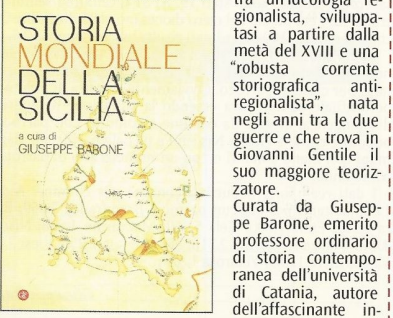 STORIA
MONDIALE
DELLA
SICILIA
a cura di
GIUSEPPE BARONE
tra un'ideologia re-
gionalista, sviluppa-
tasi a partire dalla
metà del XVIII e una
“robusta corrente
storiografica anti-
regionalista”, nata
negli anni tra le due
guerre e che trova in
Giovanni Gentile il
suo maggiore teoriz-
zatore.
Curata da Giusep-
pe Barone, emerito
professore ordinario
di storia contempo-
ranea dell'università
di Catania, autore
dell'affascinante in-